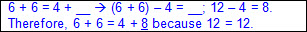 6 + 6 = 4 + __ → (6 + 6) – 4 = __; 12 – 4 = 8.
Therefore, 6 + 6 = 4 + 8 because 12 = 12.